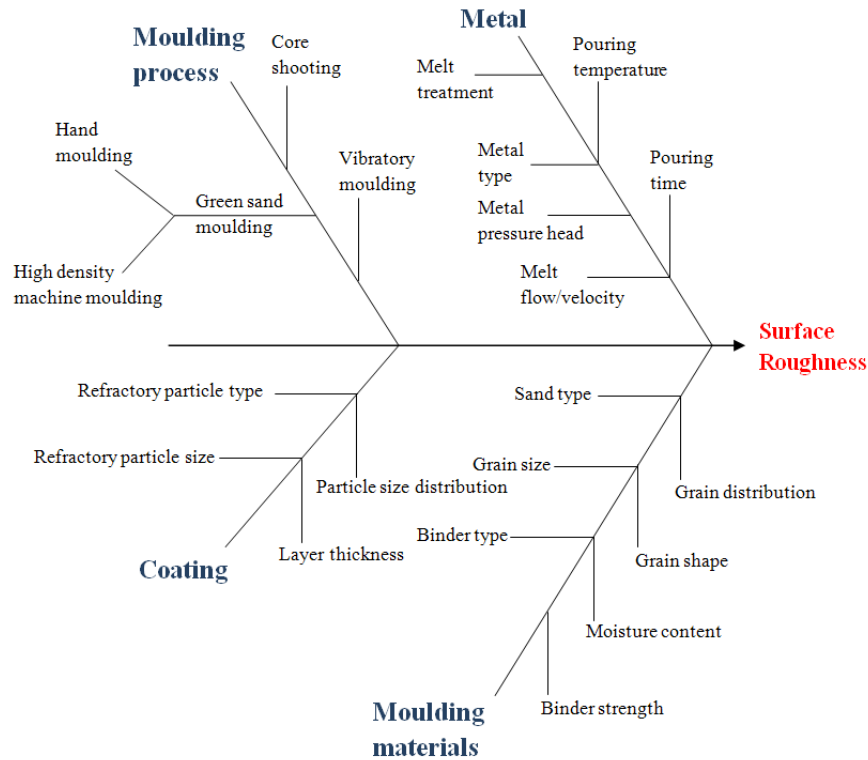 Metal
Moulding
process
Core
shooting
Pouring
temperature
Melt
treatment
Hand
moulding
Vibratory
moulding
Metal
type
Pouring
time
Green sand
moulding
Metal
pressure head
High density
machine moulding
Melt
flow/velocity
Surface
Roughness
Refractory particle type
Sand type
Refractory particle size
Grain size
Particle size distribution
Grain distribution
Binder type
Layer thickness
Grain shape
Coating
Moisture content
Moulding
materials
Binder strength